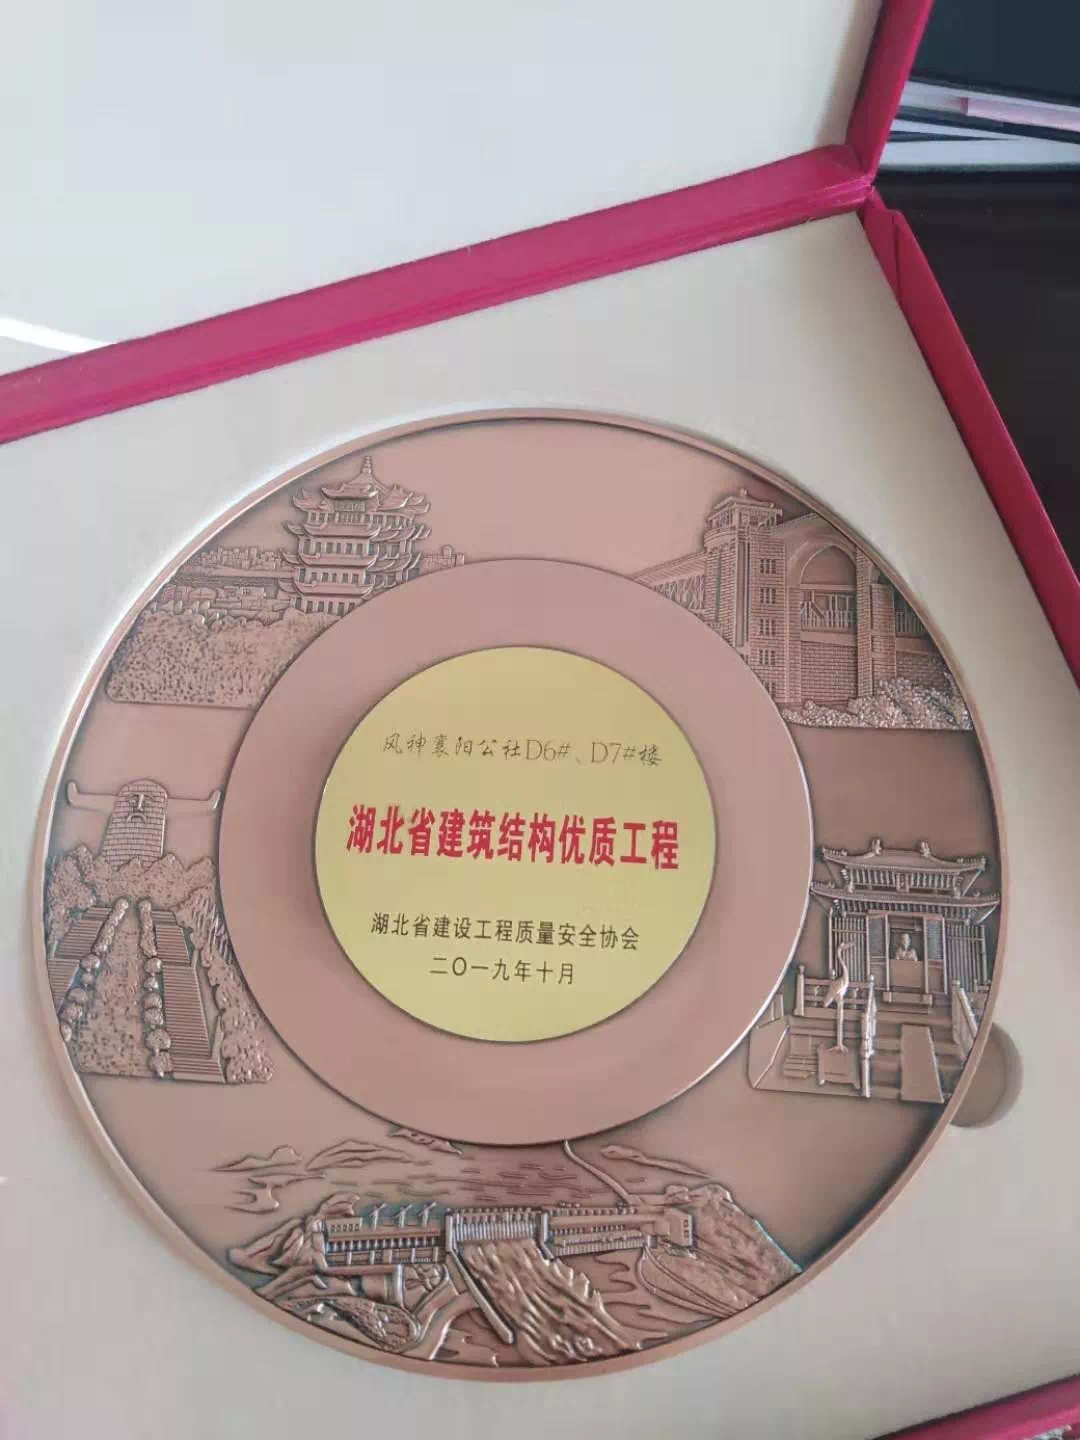 风神襄阳公社D6#、D7#楼
湖北省建筑结构优质工程
湖北省建设工程质量安全协会
二〇一九年十月